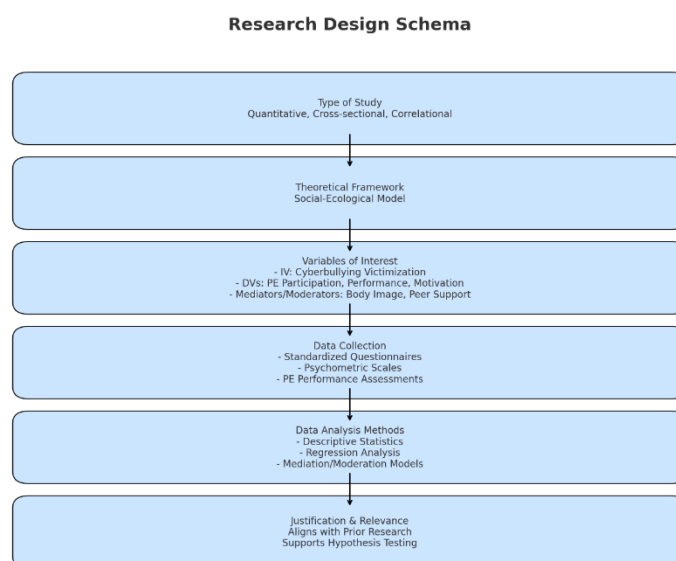 Research Design Schema
Type of Study
Quantitative, Cross-sectional, Correlational
Theoretical Framework
Social-Ecological Model
Variables of Interest
- IV: Cyberbullying Victimization
- DVs: PE Participation, Performance, Motivation
- Mediators/Moderators: Body Image, Peer Support
Data Collection
- Standardized Questionnaires
- Psychometric Scales
- PE Performance Assessments
Data Analysis Methods
- Descriptive Statistics
- Regression Analysis
- Mediation/Moderation Models
Justification & Relevance
Aligns with Prior Research
Supports Hypothesis Testing